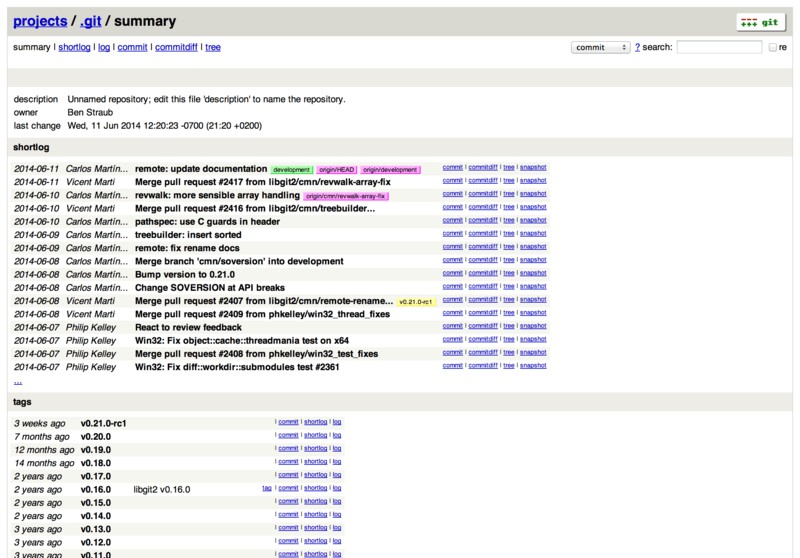 projects / .git / summary
git
summary | shortlog | log | commit | commitdiff | tree
commit ? search: re
description Unnamed repository; edit this file 'description' to name the repository.
owner Ben Straub
last change Wed, 11 Jun 2014 12:20:23 -0700 (21:20 +0200)
shortlog
2014-06-11 Carlos Martín... remote: update documentation development origin/HEAD origin/development commit | commitdiff | tree | snapshot
2014-06-11 Vicent Marti Merge pull request #2417 from libgit2/cmn/revwalk-array-fix commit | commitdiff | tree | snapshot
2014-06-10 Carlos Martín... revwalk: more sensible array handling origin/cmn/revwalk-array-fix commit | commitdiff | tree | snapshot
2014-06-10 Vicent Marti Merge pull request #2416 from libgit2/cmn/treebuilder... commit | commitdiff | tree | snapshot
2014-06-10 Carlos Martín... pathspec: use C guards in header commit | commitdiff | tree | snapshot
2014-06-09 Carlos Martín... treebuilder: insert sorted commit | commitdiff | tree | snapshot
2014-06-09 Carlos Martín... remote: fix rename docs commit | commitdiff | tree | snapshot
2014-06-08 Carlos Martín... Merge branch 'cmn/soversion' into development commit | commitdiff | tree | snapshot
2014-06-08 Carlos Martín... Bump version to 0.21.0 commit | commitdiff | tree | snapshot
2014-06-08 Carlos Martín... Change SOVERSION at API breaks commit | commitdiff | tree | snapshot
2014-06-08 Vicent Marti Merge pull request #2407 from libgit2/cmn/remote-rename... v0.21.0-rc1 commit | commitdiff | tree | snapshot
2014-06-08 Vicent Marti Merge pull request #2409 from phkelley/win32_thread_fixes commit | commitdiff | tree | snapshot
2014-06-07 Philip Kelley React to review feedback commit | commitdiff | tree | snapshot
2014-06-07 Philip Kelley Win32: Fix object::cache::threadmania test on x64 commit | commitdiff | tree | snapshot
2014-06-07 Philip Kelley Merge pull request #2408 from phkelley/win32_test_fixes commit | commitdiff | tree | snapshot
2014-06-07 Philip Kelley Win32: Fix diff::workdir::submodules test #2361 commit | commitdiff | tree | snapshot
...
tags
3 weeks ago v0.21.0-rc1 | commit | shortlog | log
7 months ago v0.20.0 | commit | shortlog | log
12 months ago v0.19.0 | commit | shortlog | log
14 months ago v0.18.0 | commit | shortlog | log
2 years ago v0.17.0 | commit | shortlog | log
2 years ago v0.16.0 libgit2 v0.16.0 tag | commit | shortlog | log
2 years ago v0.15.0 | commit | shortlog | log
2 years ago v0.14.0 | commit | shortlog | log
3 years ago v0.13.0 | commit | shortlog | log
3 years ago v0.12.0 | commit | shortlog | log
3 years ago v0.11.0 | commit | shortlog | log